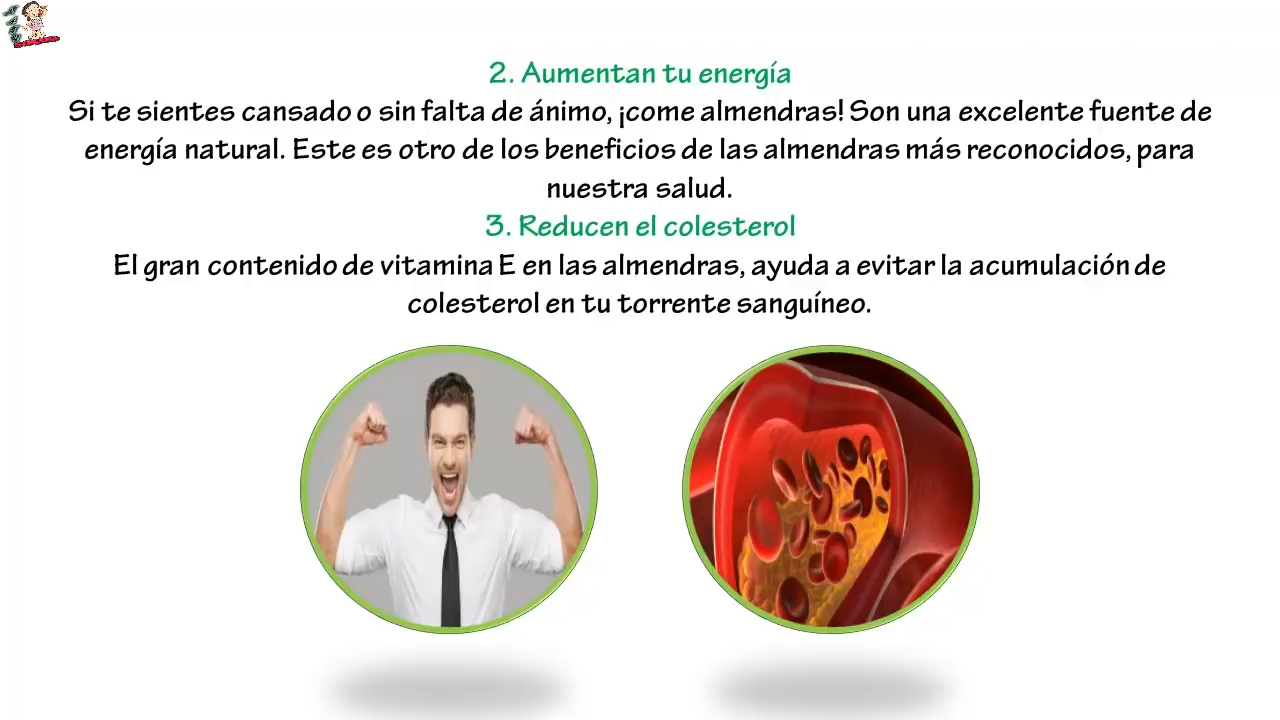 2. Aumentan tu energía
Si te sientes cansado o sin falta de ánimo, ¡come almendras! Son una excelente fuente de
energía natural. Este es otro de los beneficios de las almendras más reconocidos, para
nuestra salud.
3. Reducen el colesterol
El gran contenido de vitamina E en las almendras, ayuda a evitar la acumulación de
colesterol en tu torrente sanguíneo.